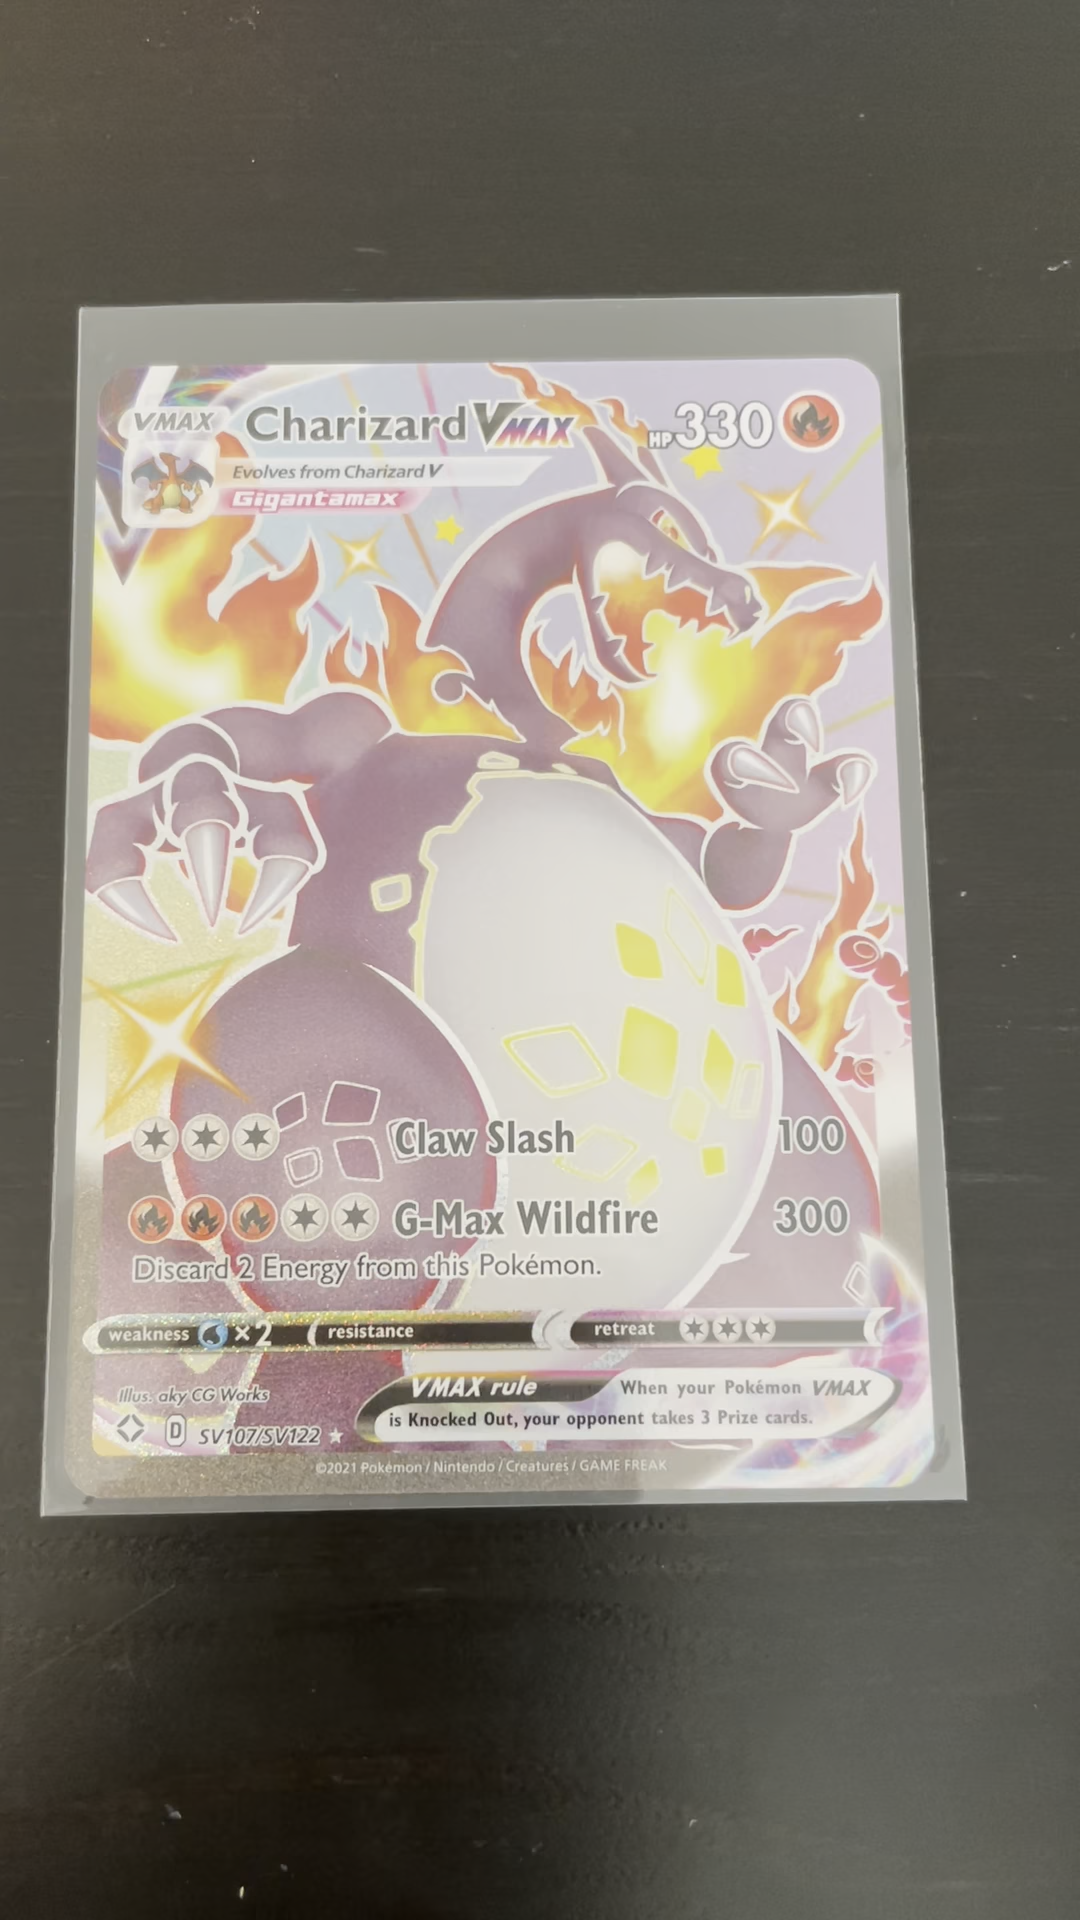 VMAX Charizard VMAX HP 330
Evolves from Charizard V
Gigantamax
Claw Slash 100
G-Max Wildfire 300
Discard 2 Energy from this Pokémon.
weakness ×2 resistance retreat
Illus. aky CG Works
VMAX rule When your Pokémon VMAX
is Knocked Out, your opponent takes 3 Prize cards.
D SV107/SV122
©2021 Pokémon / Nintendo / Creatures / GAME FREAK